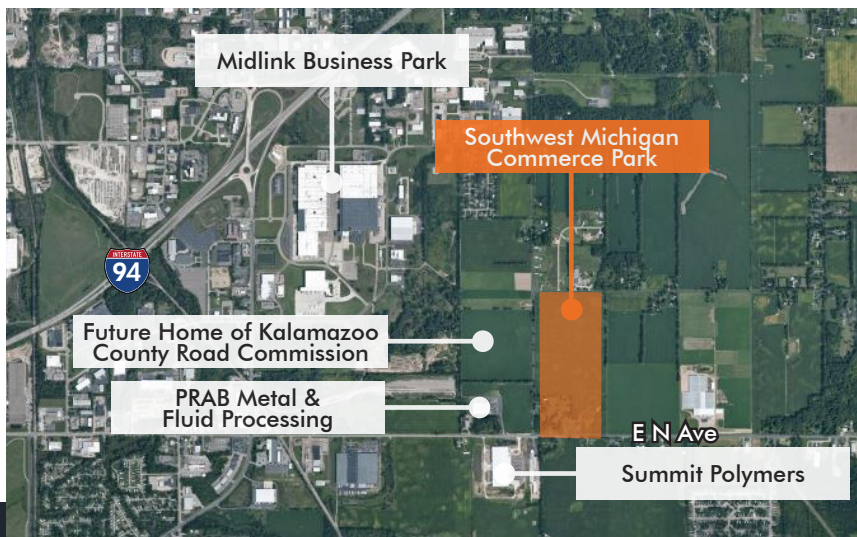 Midlink Business Park
Southwest Michigan
Commerce Park
INTERSTATE
94
Future Home of Kalamazoo
County Road Commission
PRAB Metal &
Fluid Processing
E N Ave
Summit Polymers